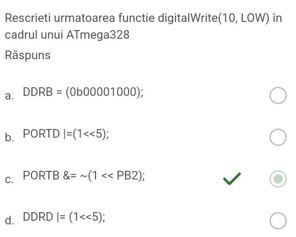 Rescrieti urmatoarea functie digitalWrite(10, LOW) în
cadrul unui ATmega328
Răspuns
a. DDRB = (0b00001000);
b. PORTD |=(1<<5);
c. PORTB &= ~(1 << PB2);
d. DDRD |= (1<<5);